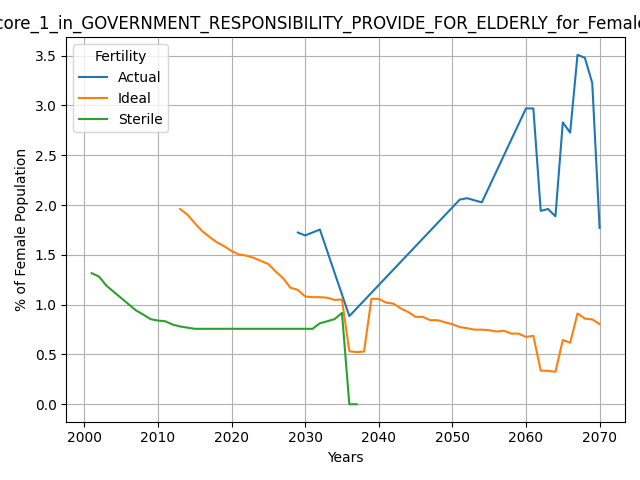 core_1_in_GOVERNMENT_RESPONSIBILITY_PROVIDE_FOR_ELDERLY_for_Female
Fertility
Actual
Ideal
Sterile
3.5
3.0
2.5
2.0
1.5
1.0
0.5
0.0
% of Female Population
2000 2010 2020 2030 2040 2050 2060 2070
Years